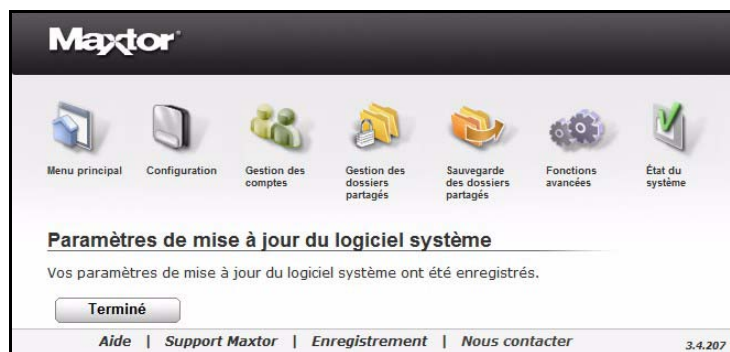 Maxtor
Menu principal
Configuration
Gestion des
comptes
Gestion des
dossiers
partagés
Sauvegarde
des dossiers
partagés
Fonctions
avancées
État du
système
Paramètres de mise à jour du logiciel système
Vos paramètres de mise à jour du logiciel système ont été enregistrés.
Terminé
Aide | Support Maxtor | Enregistrement | Nous contacter
3.4.207